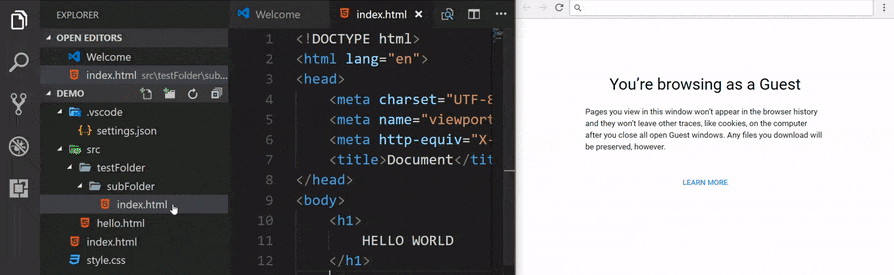 EXPLORER
OPEN EDITORS
Welcome
index.html src\testFolder\sub...
DEMO
.vscode
{.} settings.json
src
testFolder
subFolder
index.html
hello.html
index.html
style.css
Welcome
index.html
1 <!DOCTYPE html>
2 <html lang="en">
3 <head>
4 <meta charset="UTF-8
5 <meta name="viewport
6 <meta http-equiv="X-
7 <title>Document</tit
8 </head>
9 <body>
10 <h1>
11 HELLO WORLD
12 </h1>
You're browsing as a Guest
Pages you view in this window won't appear in the browser history
and they won't leave other traces, like cookies, on the computer
after you close all open Guest windows. Any files you download will
be preserved, however.
LEARN MORE